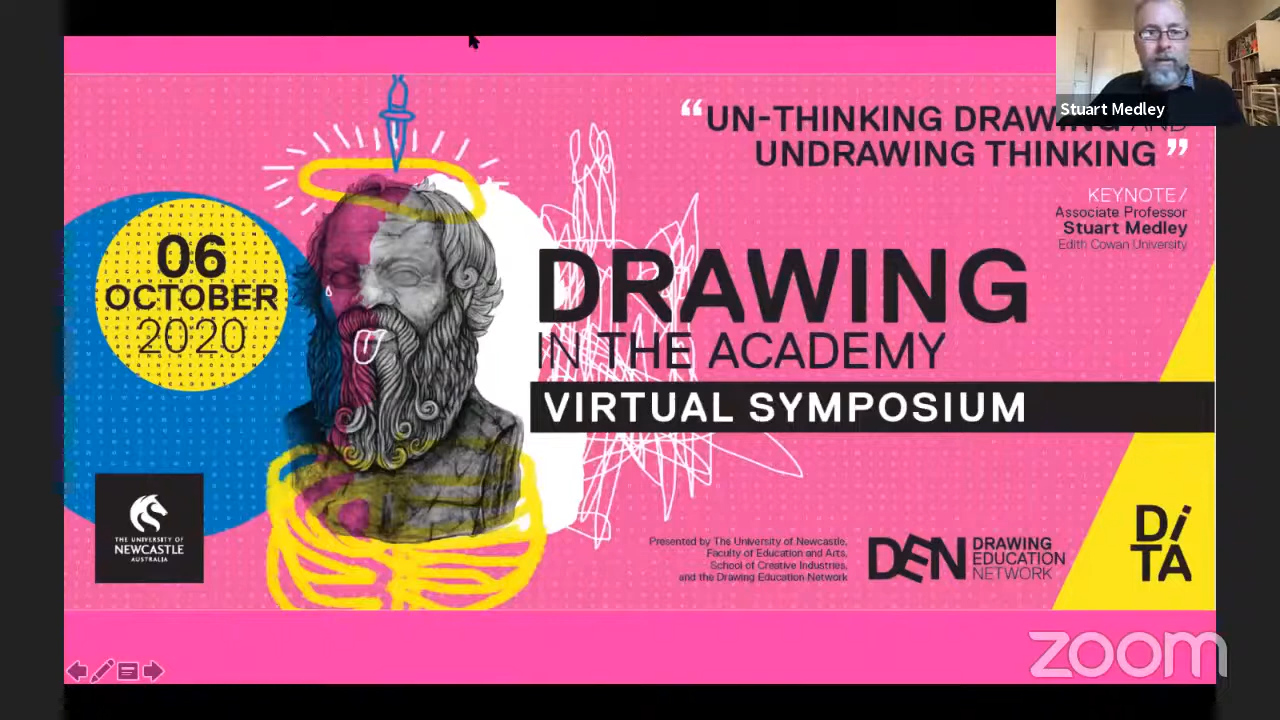 Stuart Medley
“UN-THINKING DRAWING AND
UNDRAWING THINKING”
KEYNOTE/
Associate Professor
Stuart Medley
Edith Cowan University
06
OCTOBER
2020
DRAWING
IN THE ACADEMY
VIRTUAL SYMPOSIUM
THE UNIVERSITY OF
NEWCASTLE
AUSTRALIA
Presented by The University of Newcastle,
Faculty of Education and Arts,
School of Creative Industries,
and the Drawing Education Network
DEN
DRAWING
EDUCATION
NETWORK
Di
TA
zoom